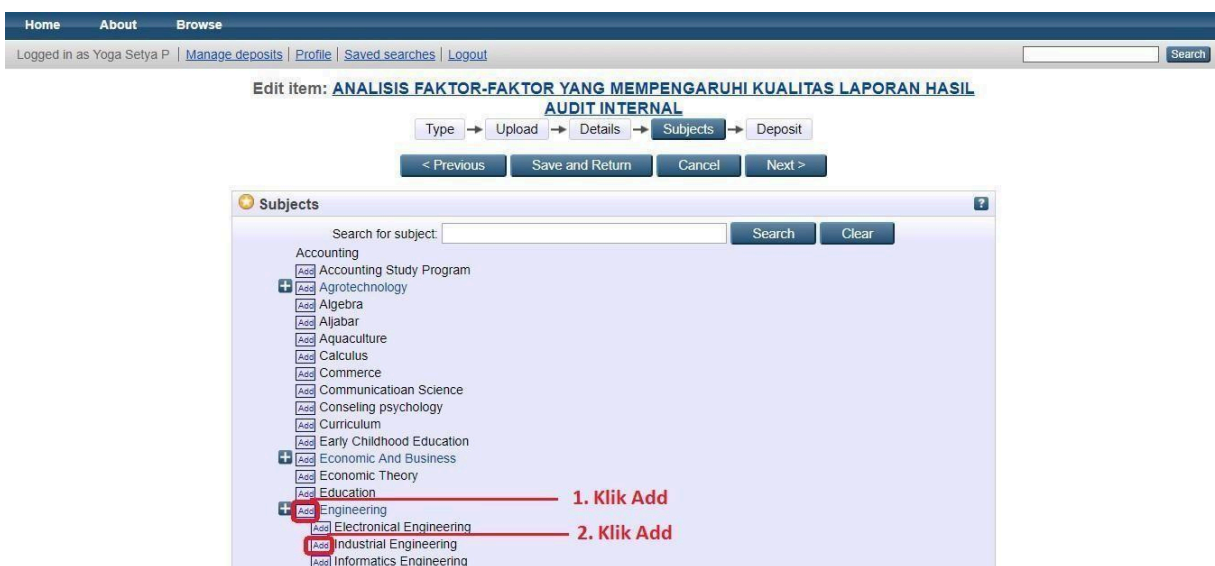 Home About Browse
Logged in as Yoga Setya P | Manage deposits | Profile | Saved searches | Logout Search
Edit item: ANALISIS FAKTOR-FAKTOR YANG MEMPENGARUHI KUALITAS LAPORAN HASIL
AUDIT INTERNAL
Type Upload Details Subjects Deposit
< Previous Save and Return Cancel Next >
Subjects ?
Search for subject: Search Clear
Accounting
Add Accounting Study Program
Add Agrotechnology
Add Algebra
Add Aljabar
Add Aquaculture
Add Calculus
Add Commerce
Add Communicatioan Science
Add Conseling psychology
Add Curriculum
Add Early Childhood Education
Add Economic And Business
Add Economic Theory
Add Education
1. Klik Add
Add Engineering
Add Electronical Engineering
2. Klik Add
Add Industrial Engineering
Add Informatics Engineering